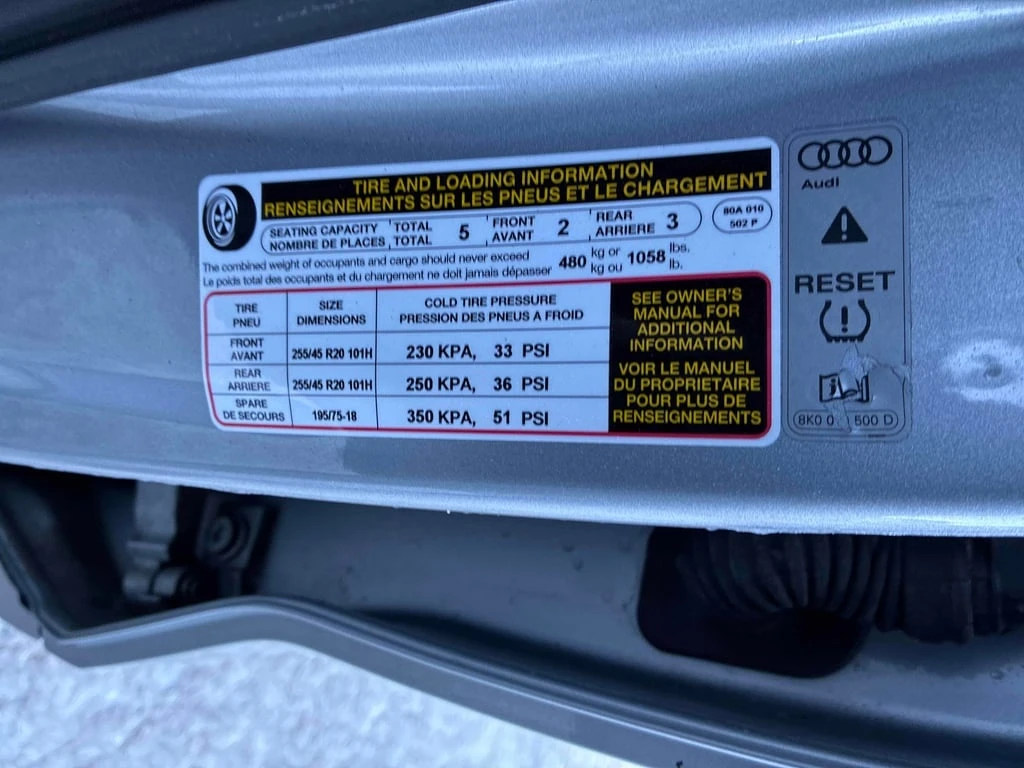 TIRE AND LOADING INFORMATION
RENSEIGNEMENTS SUR LES PNEUS ET LE CHARGEMENT
SEATING CAPACITY TOTAL 5 FRONT 2 REAR 3
NOMBRE DE PLACES TOTAL AVANT ARRIERE
80A 010
502 P
The combined weight of occupants and cargo should never exceed 480 kg or 1058 lbs.
Le poids total des occupants et du chargement ne doit jamais dépasser kg ou lb.
TIRE
PNEU
SIZE
DIMENSIONS
COLD TIRE PRESSURE
PRESSION DES PNEUS A FROID
FRONT
AVANT
255/45 R20 101H
230 KPA, 33 PSI
REAR
ARRIERE
255/45 R20 101H
250 KPA, 36 PSI
SPARE
DE SECOURS
195/75-18
350 KPA, 51 PSI
SEE OWNER'S
MANUAL FOR
ADDITIONAL
INFORMATION
VOIR LE MANUEL
DU PROPRIETAIRE
POUR PLUS DE
RENSEIGNEMENTS
Audi
RESET
8K0 0 500 D